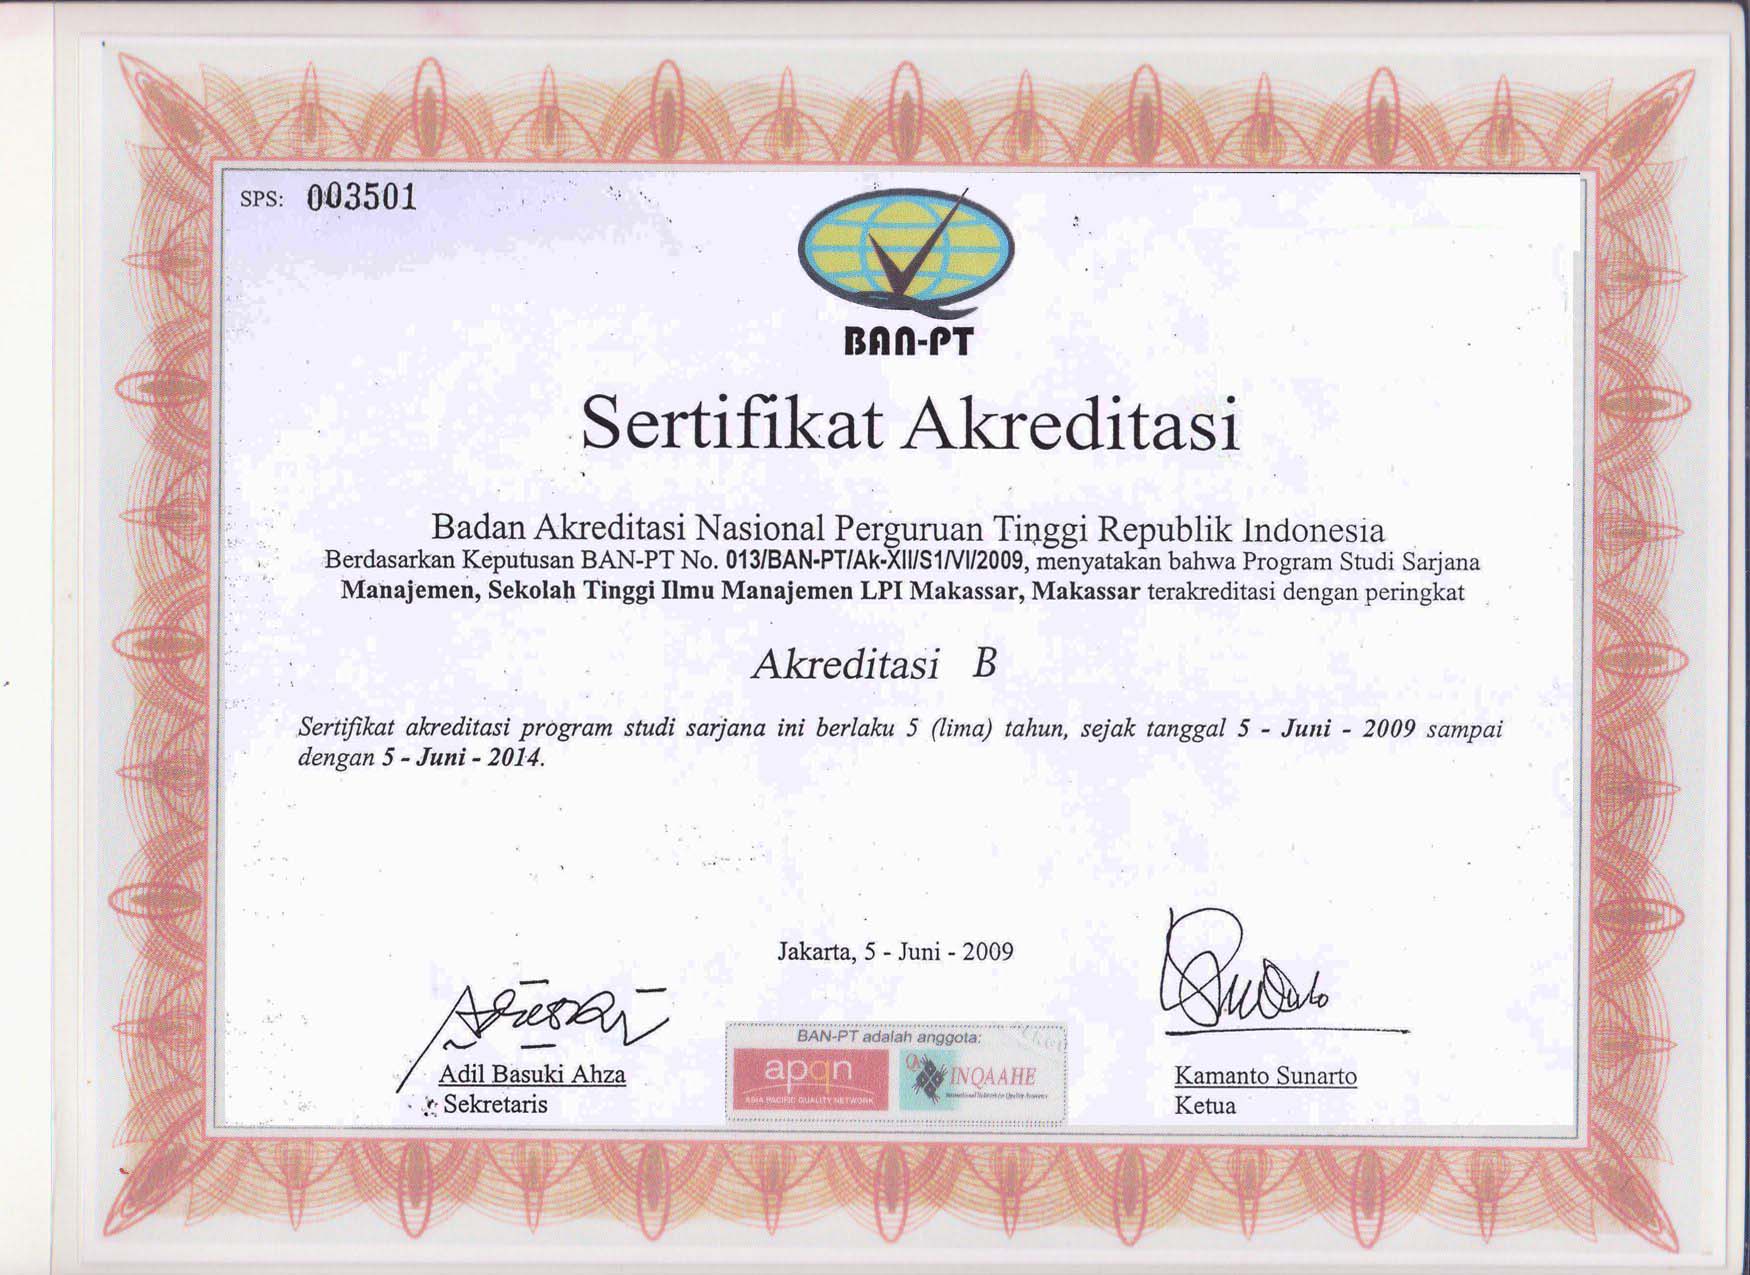 SPS: 003501
BAN-PT
Sertifikat Akreditasi
Badan Akreditasi Nasional Perguruan Tinggi Republik Indonesia
Berdasarkan Keputusan BAN-PT No. 013/BAN-PT/Ak-XII/S1/VI/2009, menyatakan bahwa Program Studi Sarjana
Manajemen, Sekolah Tinggi Ilmu Manajemen LPI Makassar, Makassar terakreditasi dengan peringkat
Akreditasi B
Sertifikat akreditasi program studi sarjana ini berlaku 5 (lima) tahun, sejak tanggal 5 - Juni - 2009 sampai
dengan 5 - Juni - 2014.
Jakarta, 5 - Juni - 2009
BAN-PT adalah anggota:
apqn
ASIA PACIFIC QUALITY NETWORK
INQAAHE
Adil Basuki Ahza
Sekretaris
Kamanto Sunarto
Ketua